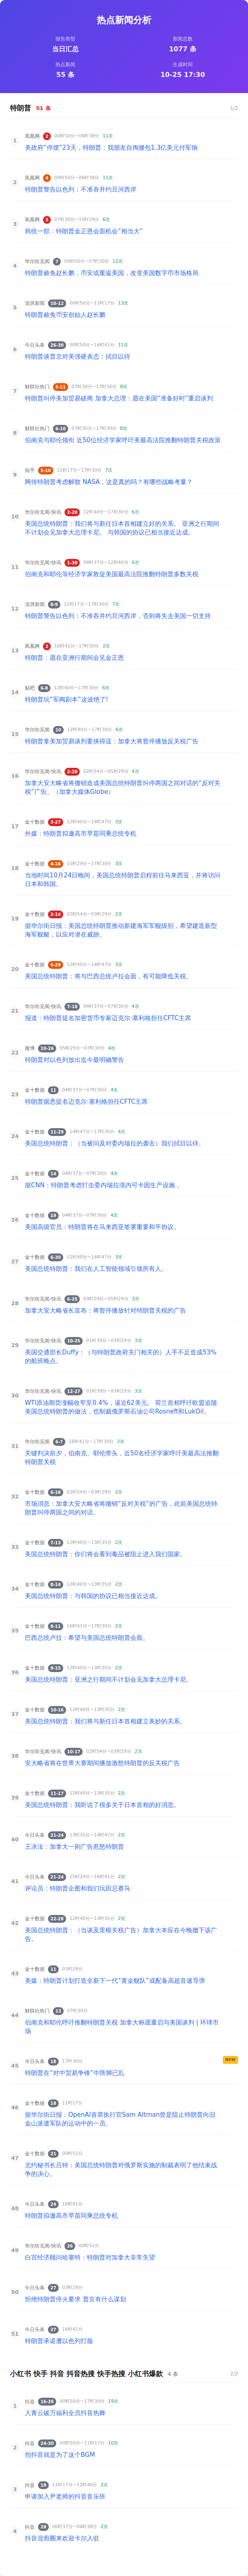 热点新闻分析
报告类型
新闻总数
当日汇总
1077 条
热点新闻
生成时间
55 条
10-25 17:30
特朗普 51 条 1/2
1 凤凰网 2 00时50分~06时38分 11次
美政府“停摆”23天，特朗普：我朋友自掏腰包1.3亿美元付军饷
2 凤凰网 4 00时50分~06时38分 11次
特朗普警告以色列：不准吞并约旦河西岸
3 凤凰网 3 07时30分~15时29分 6次
韩统一部：特朗普金正恩会面机会“相当大”
4 华尔街见闻 7 00时50分~07时30分 12次
特朗普赦免赵长鹏，币安或重返美国，改变美国数字币市场格局
5 澎湃新闻 10-12 00时50分~11时17分 13次
特朗普赦免币安创始人赵长鹏
6 今日头条 26-30 00时50分~16时41分 11次
特朗普谈普京对美强硬表态：拭目以待
7 财联社热门 5-11 07时30分~17时30分 8次
特朗普叫停美加贸易磋商 加拿大总理：愿在美国“准备好时”重启谈判
8 财联社热门 6-10 07时30分~17时30分 8次
伯南克与耶伦领衔 近50位经济学家呼吁美最高法院推翻特朗普关税政策
9 知乎 5-10 11时17分~17时30分 7次
网传特朗普考虑解散 NASA，这是真的吗？有哪些战略考量？
10 华尔街见闻-快讯 2-20 12时40分~17时30分 6次
美国总统特朗普：我们将与新任日本首相建立好的关系。 亚洲之行期间
不计划会见加拿大总理卡尼。 与韩国的协议已相当接近达成。
11 华尔街见闻-快讯 1-30 04时37分~12时40分 6次
伯南克和耶伦等经济学家敦促美国最高法院推翻特朗普多数关税
12 澎湃新闻 8-9 11时17分~17时30分 7次
特朗普警告以色列：不准吞并约旦河西岸，否则将失去美国一切支持
13 凤凰网 2 16时41分~17时30分 2次
特朗普：愿在亚洲行期间会见金正恩
14 贴吧 6-8 12时40分~17时30分 6次
特朗普玩“军阀剧本”这波绝了!
15 华尔街见闻 10 12时40分~17时30分 6次
特朗普拿美加贸易谈判要挟得逞：加拿大将暂停播放反关税广告
16 华尔街见闻-快讯 2-28 02时54分~05时29分 4次
加拿大安大略省将撤销造成美国总统特朗普叫停两国之间对话的“反对关
税”广告。（加拿大媒体Globe）
17 金十数据 3-27 12时40分~14时47分 3次
外媒：特朗普拟邀高市早苗同乘总统专机
18 金十数据 4-16 15时29分~17时30分 3次
当地时间10月24日晚间，美国总统特朗普启程前往马来西亚，并将访问
日本和韩国。
19 金十数据 2-14 02时54分~03时29分 2次
据华尔街日报：美国总统特朗普推动新建海军军舰级别，希望建造新型
海军舰艇，以应对潜在威胁。
20 金十数据 5-29 12时40分~14时47分 3次
美国总统特朗普：将与巴西总统卢拉会面，有可能降低关税。
21 华尔街见闻-快讯 7-18 04时37分~07时30分 4次
报道：特朗普提名加密货币专家迈克尔·塞利格担任CFTC主席
22 微博 10-26 05时29分~07时30分 4次
特朗普对以色列放出迄今最明确警告
23 金十数据 11 04时37分~07时30分 4次
特朗普据悉提名迈克尔·塞利格担任CFTC主席
24 金十数据 11-29 14时47分~17时30分 4次
美国总统特朗普：（当被问及对委内瑞拉的袭击）我们拭目以待。
25 金十数据 14 04时37分~07时30分 4次
据CNN：特朗普考虑打击委内瑞拉境内可卡因生产设施 。
26 金十数据 19 04时37分~07时30分 4次
美国高级官员：特朗普将在马来西亚签署重要和平协议。
27 金十数据 6-30 12时40分~14时47分 3次
美国总统特朗普：我们在人工智能领域引领所有人。
28 华尔街见闻-快讯 6-25 03时29分~05时29分 3次
加拿大安大略省长宣布：将暂停播放针对特朗普关税的广告
29 华尔街见闻-快讯 10-25 01时39分~03时29分 3次
美国交通部长Duffy：（与特朗普政府关门相关的）人手不足造成53%
的航班晚点。
30 华尔街见闻-快讯 12-27 01时39分~03时29分 3次
WTI原油期货涨幅收窄至0.4%，逼近62美元。 荷兰首相呼吁欧盟追随
美国总统特朗普的做法，也制裁俄罗斯石油公司Rosneft和LukOil。
31 华尔街见闻 6-7 16时41分~17时30分 2次
关键判决前夕，伯南克、耶伦带头，近50名经济学家呼吁美最高法推翻
特朗普关税
32 金十数据 6-18 02时54分~03时29分 2次
市场消息：加拿大安大略省将撤销“反对关税”的广告，此前美国总统特
朗普叫停两国之间的对话。
33 金十数据 7-13 12时40分~13时35分 2次
美国总统特朗普：你们将会看到毒品被阻止进入我们国家。
34 金十数据 8-14 12时40分~13时35分 2次
美国总统特朗普：与韩国的协议已相当接近达成。
35 金十数据 8-11 16时41分~17时30分 2次
巴西总统卢拉：希望与美国总统特朗普会面。
36 金十数据 9-15 12时40分~13时35分 2次
美国总统特朗普：亚洲之行期间不计划会见加拿大总理卡尼。
37 金十数据 10-16 12时40分~13时35分 2次
美国总统特朗普：我们将与新任日本首相建立美妙的关系。
38 华尔街见闻-快讯 10-17 02时54分~03时29分 2次
安大略省将在世界大赛期间播放激怒特朗普的反关税广告
39 金十数据 11-17 12时40分~13时35分 2次
美国总统特朗普：我听说了很多关于日本首相的好消息。
40 今日头条 21-24 13时35分~14时47分 2次
王冰汝：加拿大一则广告惹怒特朗普
41 今日头条 21-24 15时29分~16时41分 2次
评论员：特朗普企图和我们玩田忌赛马
42 金十数据 22-26 12时40分~13时35分 2次
美国总统特朗普：（当谈及里根关税广告）加拿大本应在今晚撤下该广
告。
43 金十数据 11 03时29分
美媒：特朗普计划打造全新下一代“黄金舰队”或配备高超音速导弹
44 财联社热门 13 07时30分
伯南克和耶伦呼吁推翻特朗普关税 加拿大称愿重启与美国谈判 | 环球市
场
45 今日头条 18 17时30分 NEW
特朗普在“对中贸易争锋”中阵脚已乱
46 金十数据 18 11时17分
据华尔街日报：OpenAI首席执行官Sam Altman曾是阻止特朗普向旧
金山派遣军队的运动中的一员。
47 金十数据 21 00时51分
北约秘书长吕特：美国总统特朗普对俄罗斯实施的制裁表明了他结束战
争的决心。
48 今日头条 26 16时41分
特朗普拟邀高市早苗同乘总统专机
49 华尔街见闻-快讯 26 00时51分
白宫经济顾问哈塞特：特朗普对加拿大非常失望
50 今日头条 27 03时29分
拒绝特朗普停火要求 普京有什么谋划
51 今日头条 27 16时41分
特朗普承诺遭以色列打脸
小红书 快手 抖音 抖音热搜 快手热搜 小红书爆款 4 条 2/2
1 抖音 16-26 00时50分~17时30分 19次
入青云破万福利全员抖音热舞
2 抖音 24-30 00时50分~11时17分 10次
拍抖音就是为了这个BGM
3 抖音 19 11时17分~12时40分 2次
申请加入尹老师的抖音音乐班
4 抖音 28 06时37分~06时38分 2次
抖音混剪圈来欢迎卡尔入驻